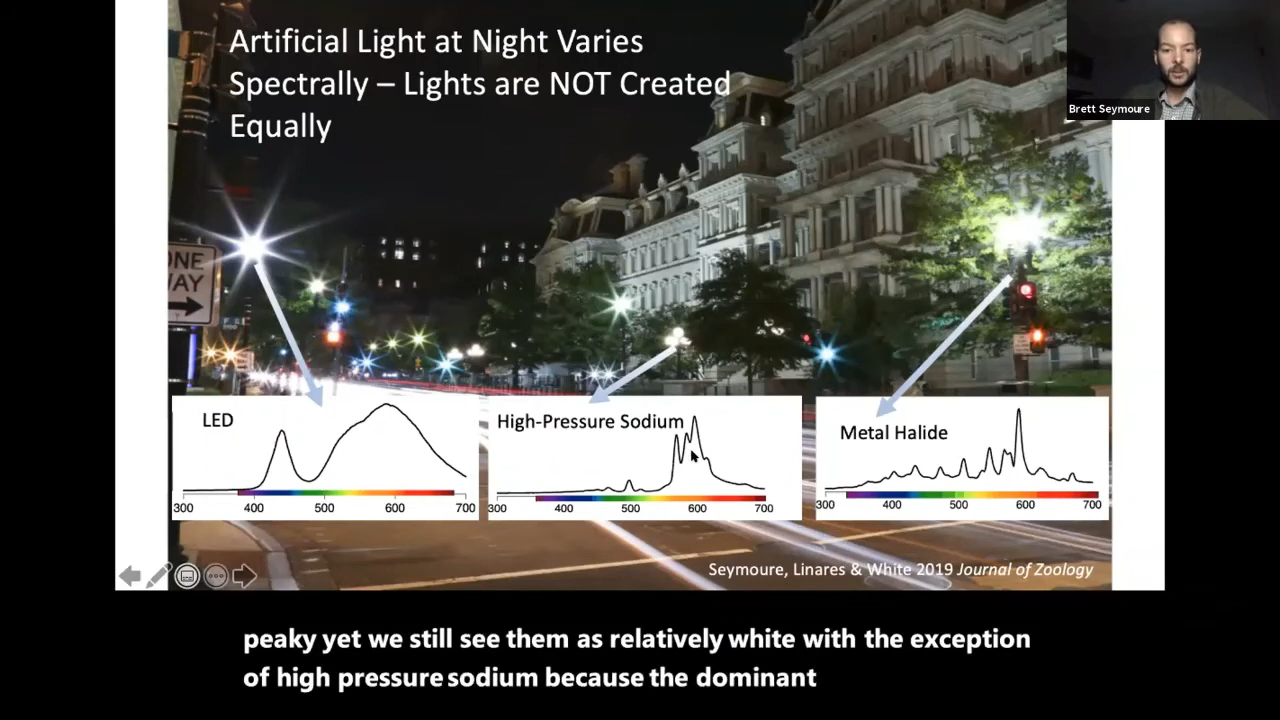 Artificial Light at Night Varies
Spectrally – Lights are NOT Created
Equally
Brett Seymoure
ONE
WAY
LED
300 400 500 600 700
High-Pressure Sodium
300 400 500 600 700
Metal Halide
300 400 500 600 700
Seymoure, Linares & White 2019 Journal of Zoology
peaky yet we still see them as relatively white with the exception
of high pressure sodium because the dominant